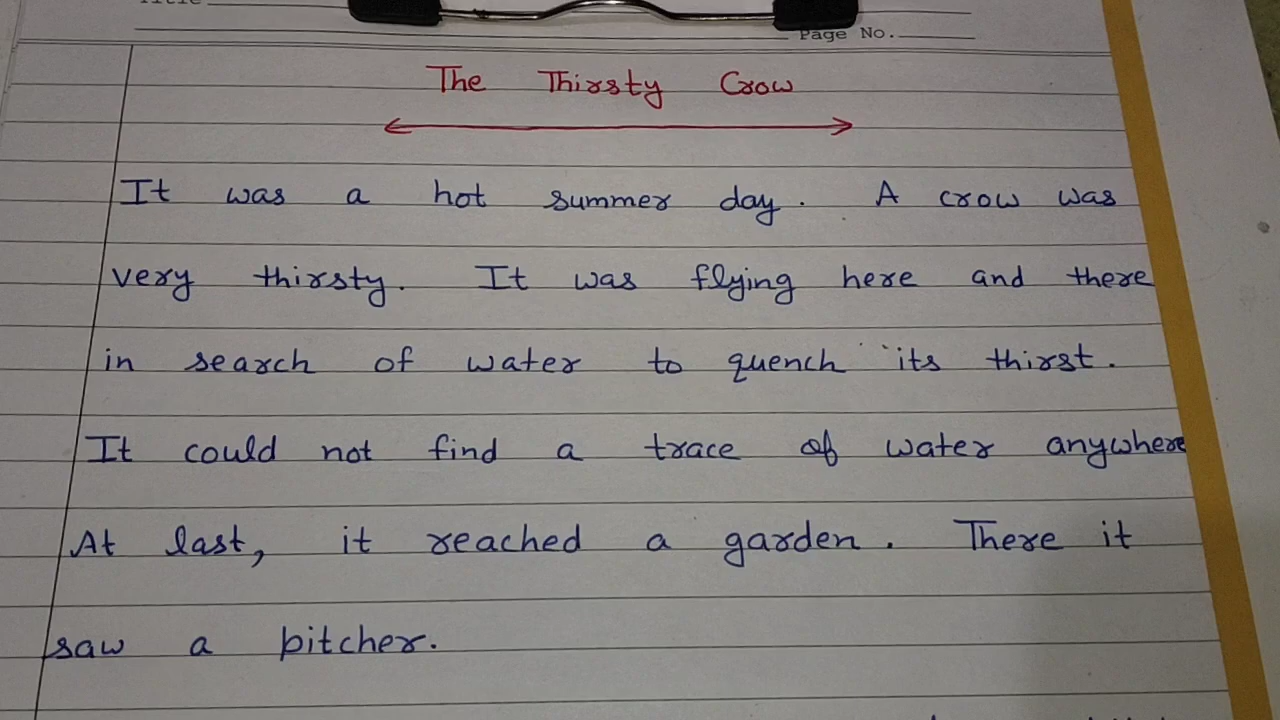 Page No.
The Thirsty Crow
It was a hot summer day. A crow was
very thirsty. It was flying here and there
in search of water to quench its thirst.
It could not find a trace of water anywhere
At last, it reached a garden. There it
saw a pitcher.